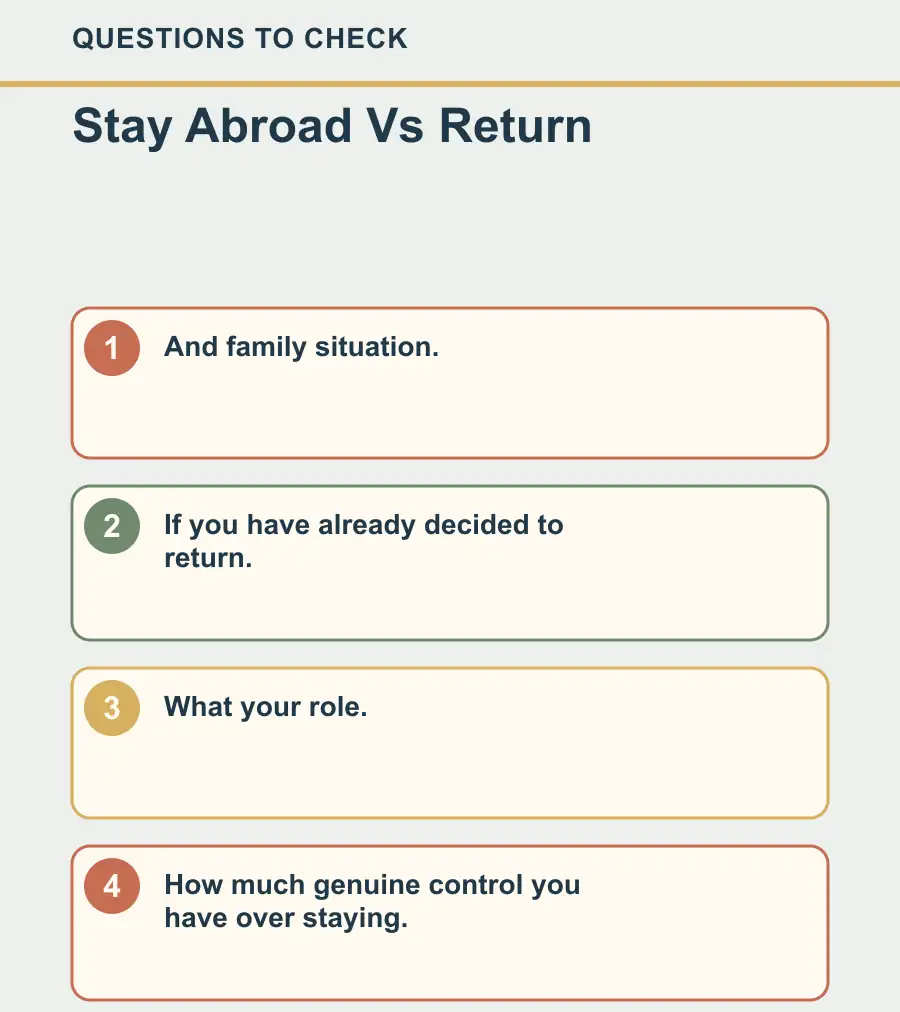 QUESTIONS TO CHECK
Stay Abroad Vs Return
1
And family situation.
2
If you have already decided to
return.
3
What your role.
4
How much genuine control you
have over staying.